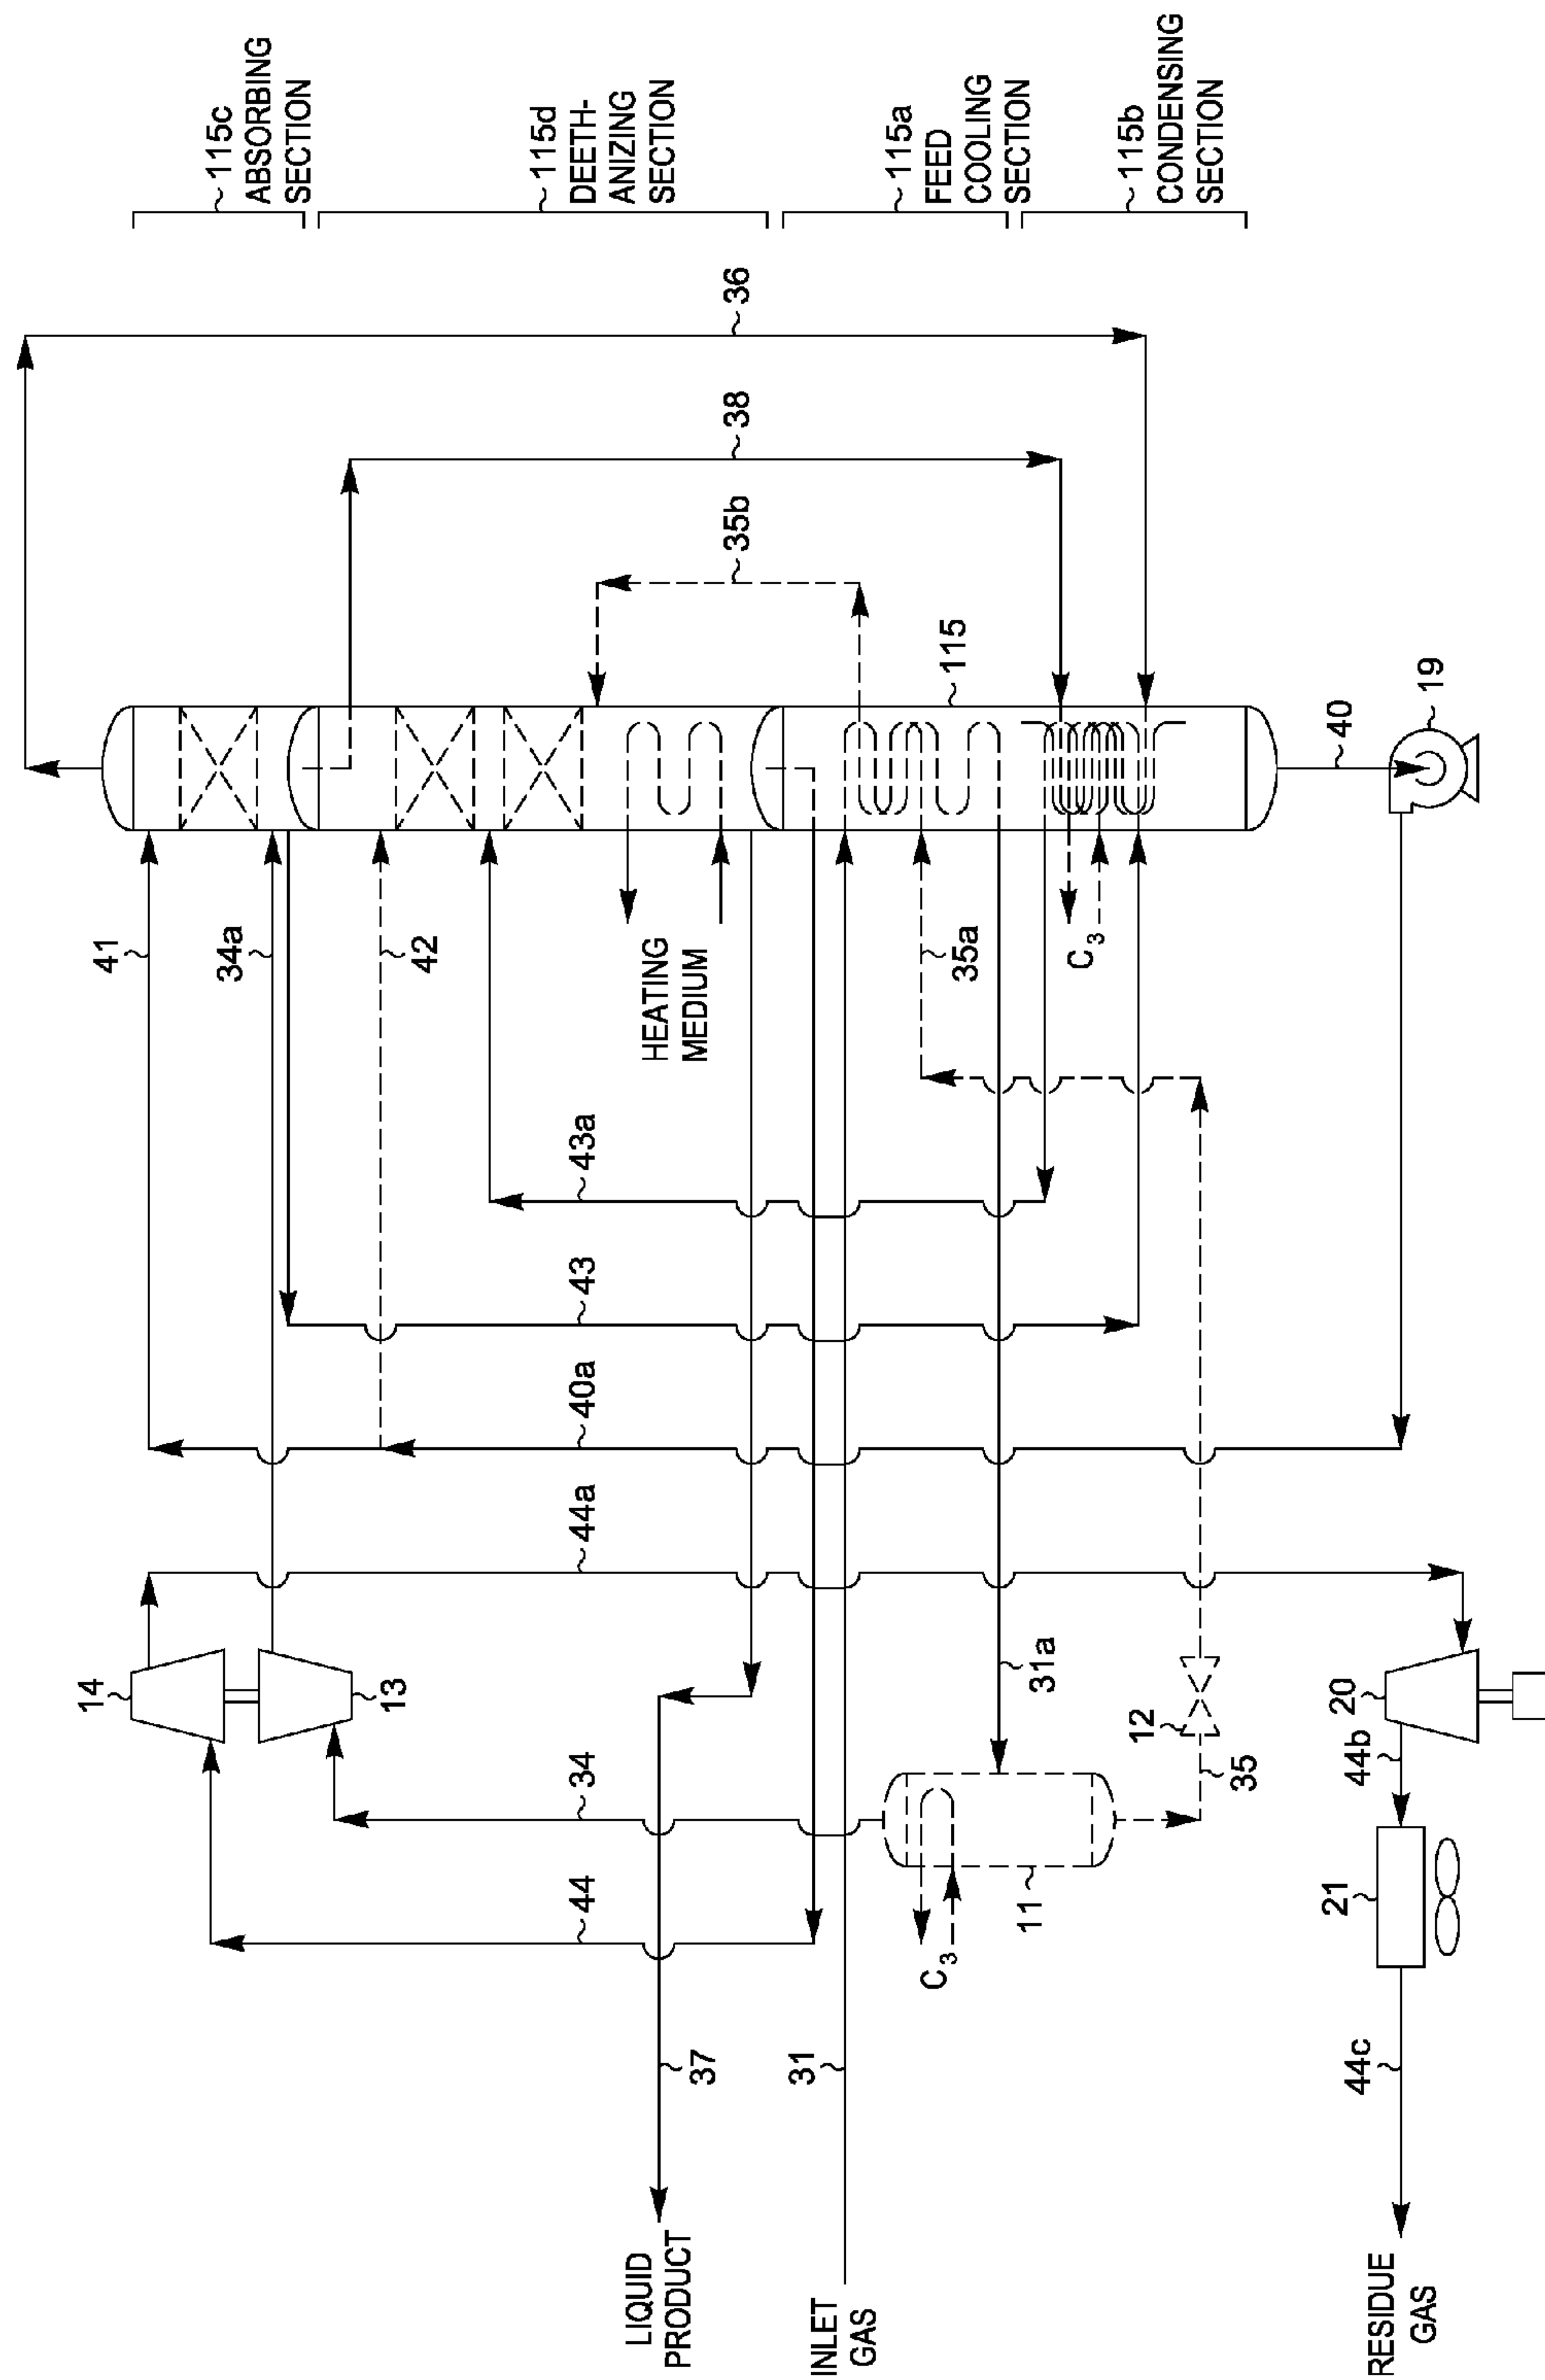 115c
ABSORBING
SECTION
115d
DEETH-
ANIZING
SECTION
115a
FEED
COOLING
SECTION
115b
CONDENSING
SECTION
36
38
35b
115
19
40
41
34a
42
HEATING
MEDIUM
35a
C3
43a
43
40a
44a
14
13
31a
12
20
34
35
44b
44
11
21
C3
37
31
44c
LIQUID
PRODUCT
INLET
GAS
RESIDUE
GAS